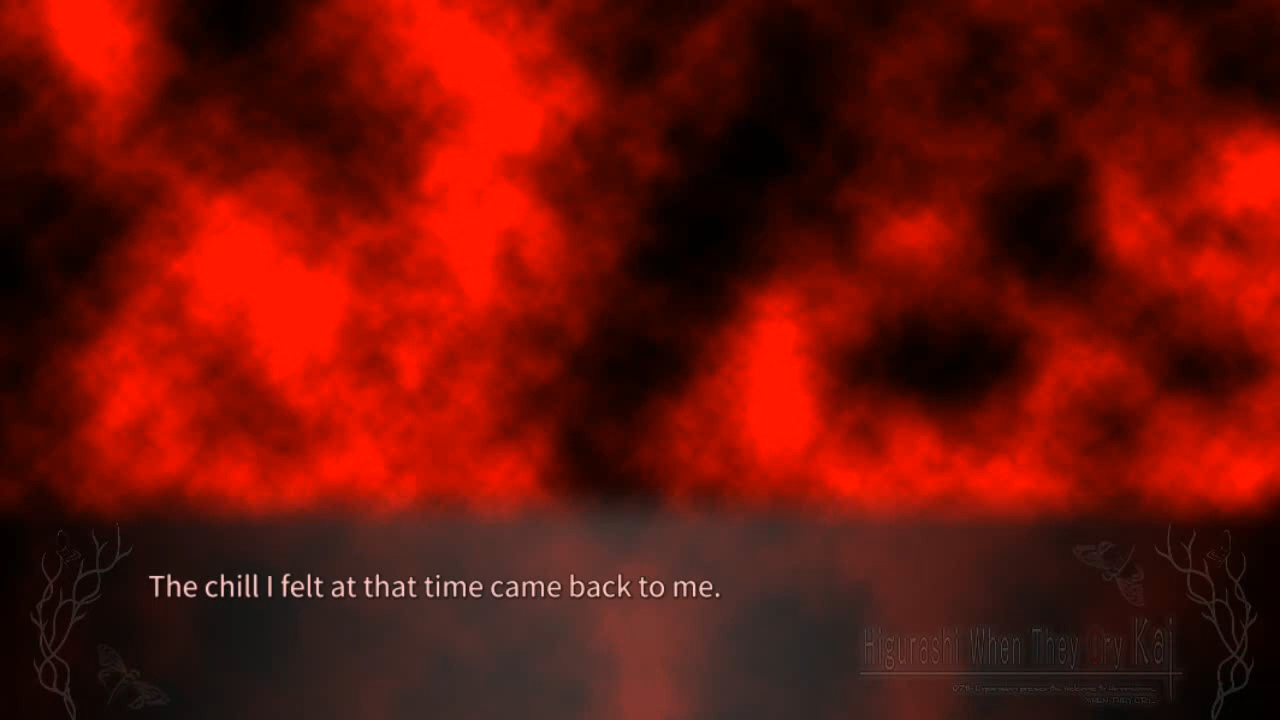 The chill I felt at that time came back to me.
Higurashi When They Cry Kai